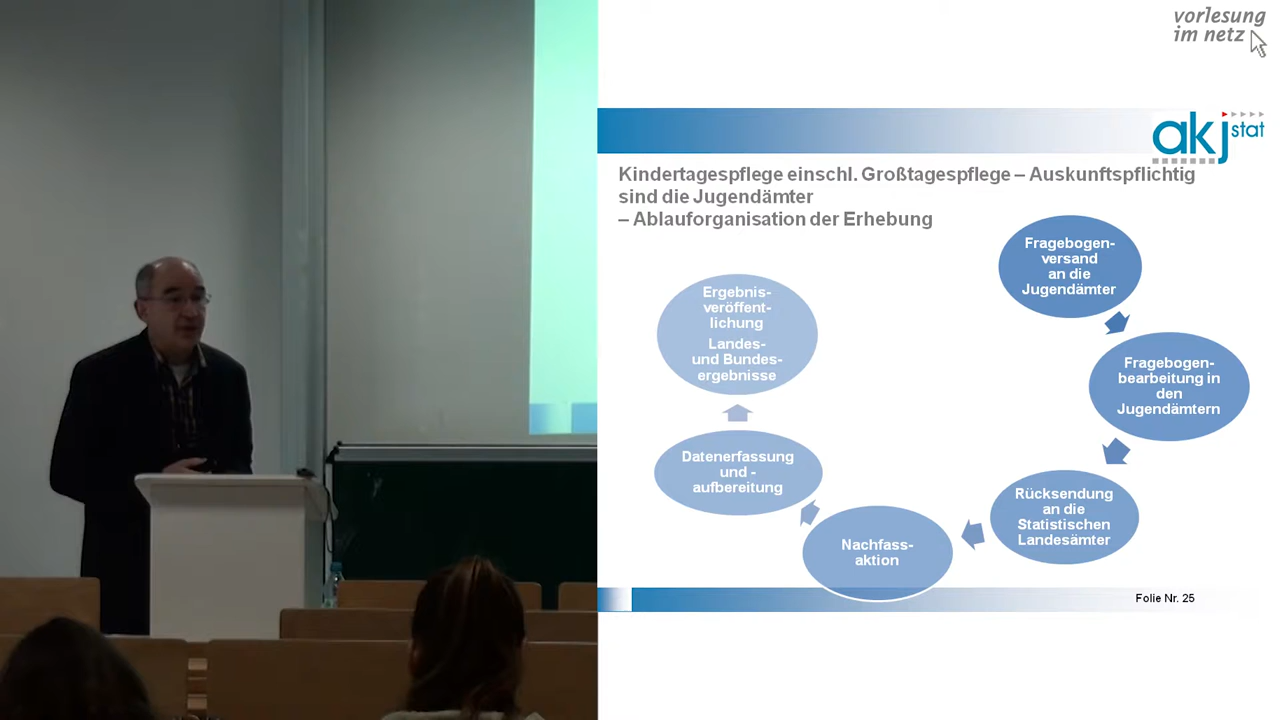 vorlesung
im netz
akj stat
Kindertagespflege einschl. Großtagespflege – Auskunftspflichtig
sind die Jugendämter
– Ablauforganisation der Erhebung
Fragebogen-
versand
an die
Jugendämter
Fragebogen-
bearbeitung in
den
Jugendämtern
Rücksendung
an die
Statistischen
Landesämter
Nachfass-
aktion
Datenerfassung
und -
aufbereitung
Ergebnis-
veröffent-
lichung
Landes-
und Bundes-
ergebnisse
Folie Nr. 25